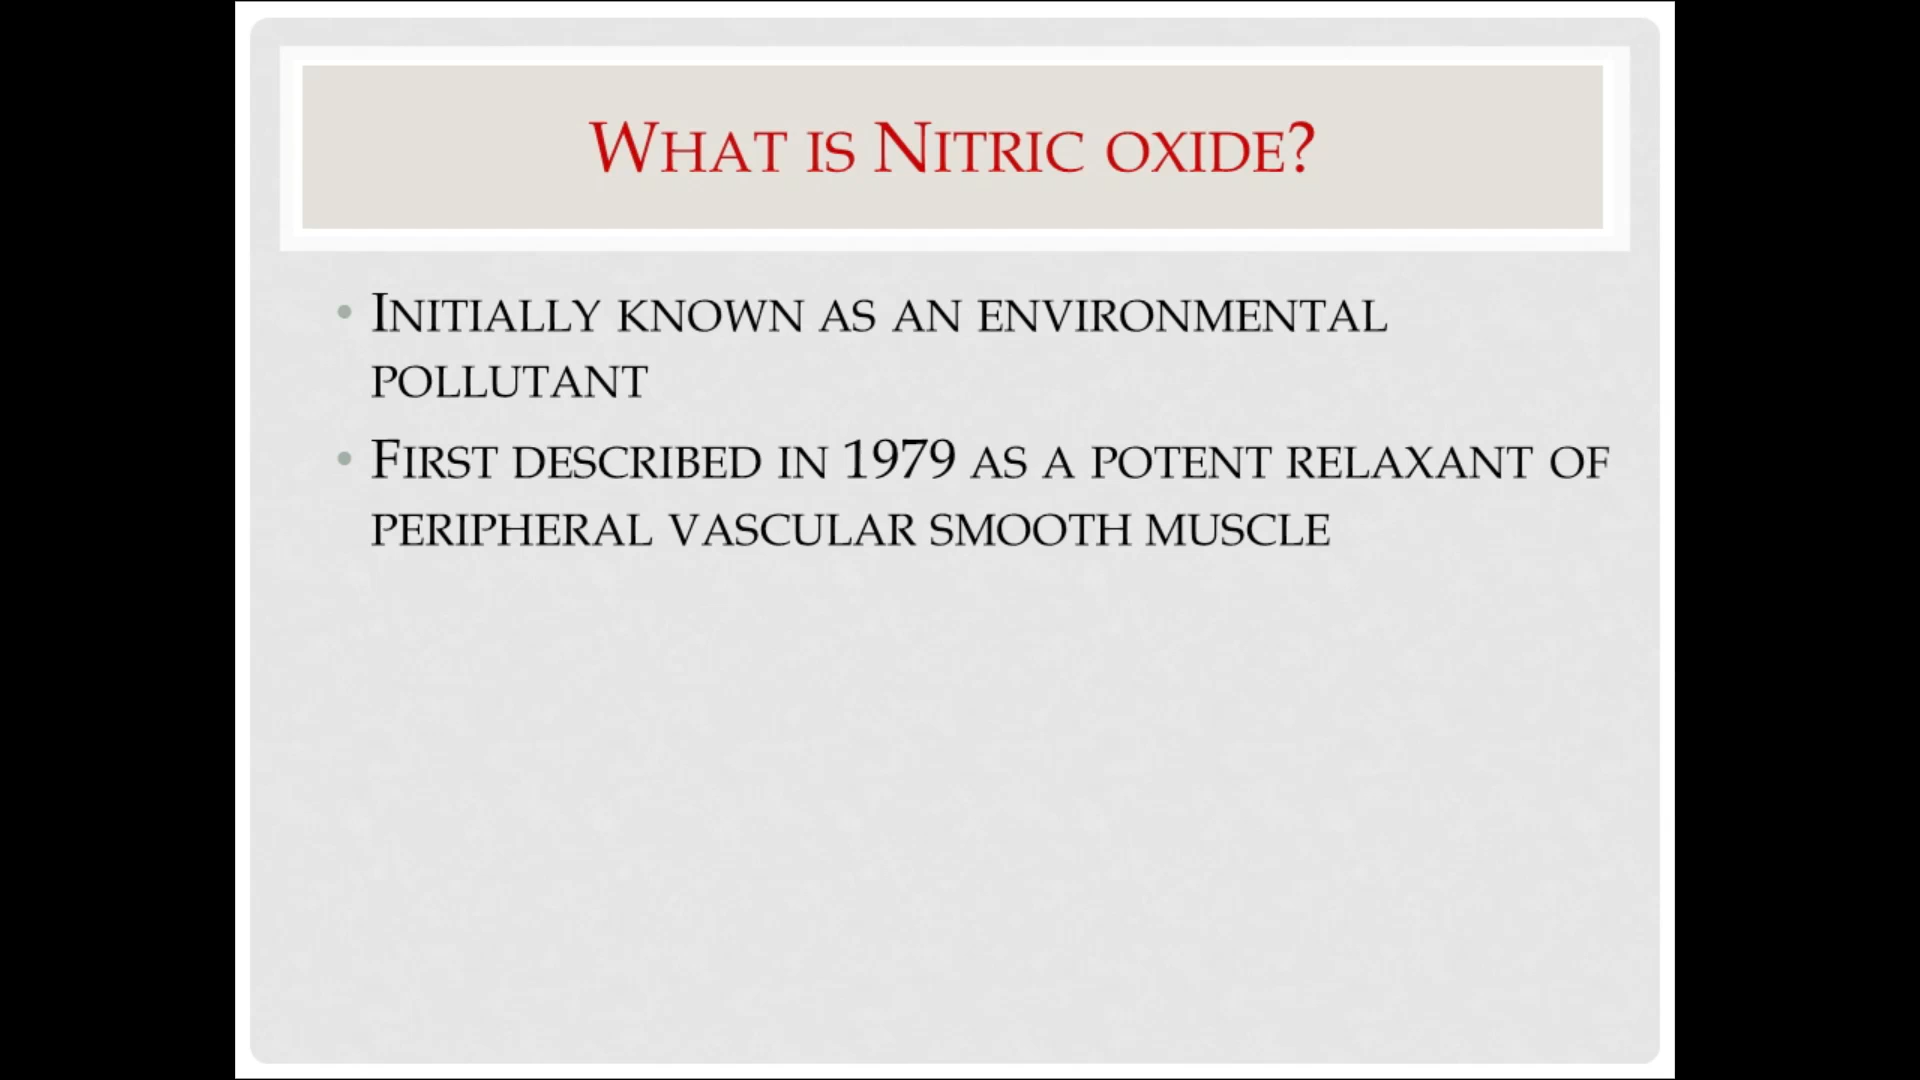 What is Nitric oxide?
• Initially known as an environmental
pollutant
• First described in 1979 as a potent relaxant of
peripheral vascular smooth muscle